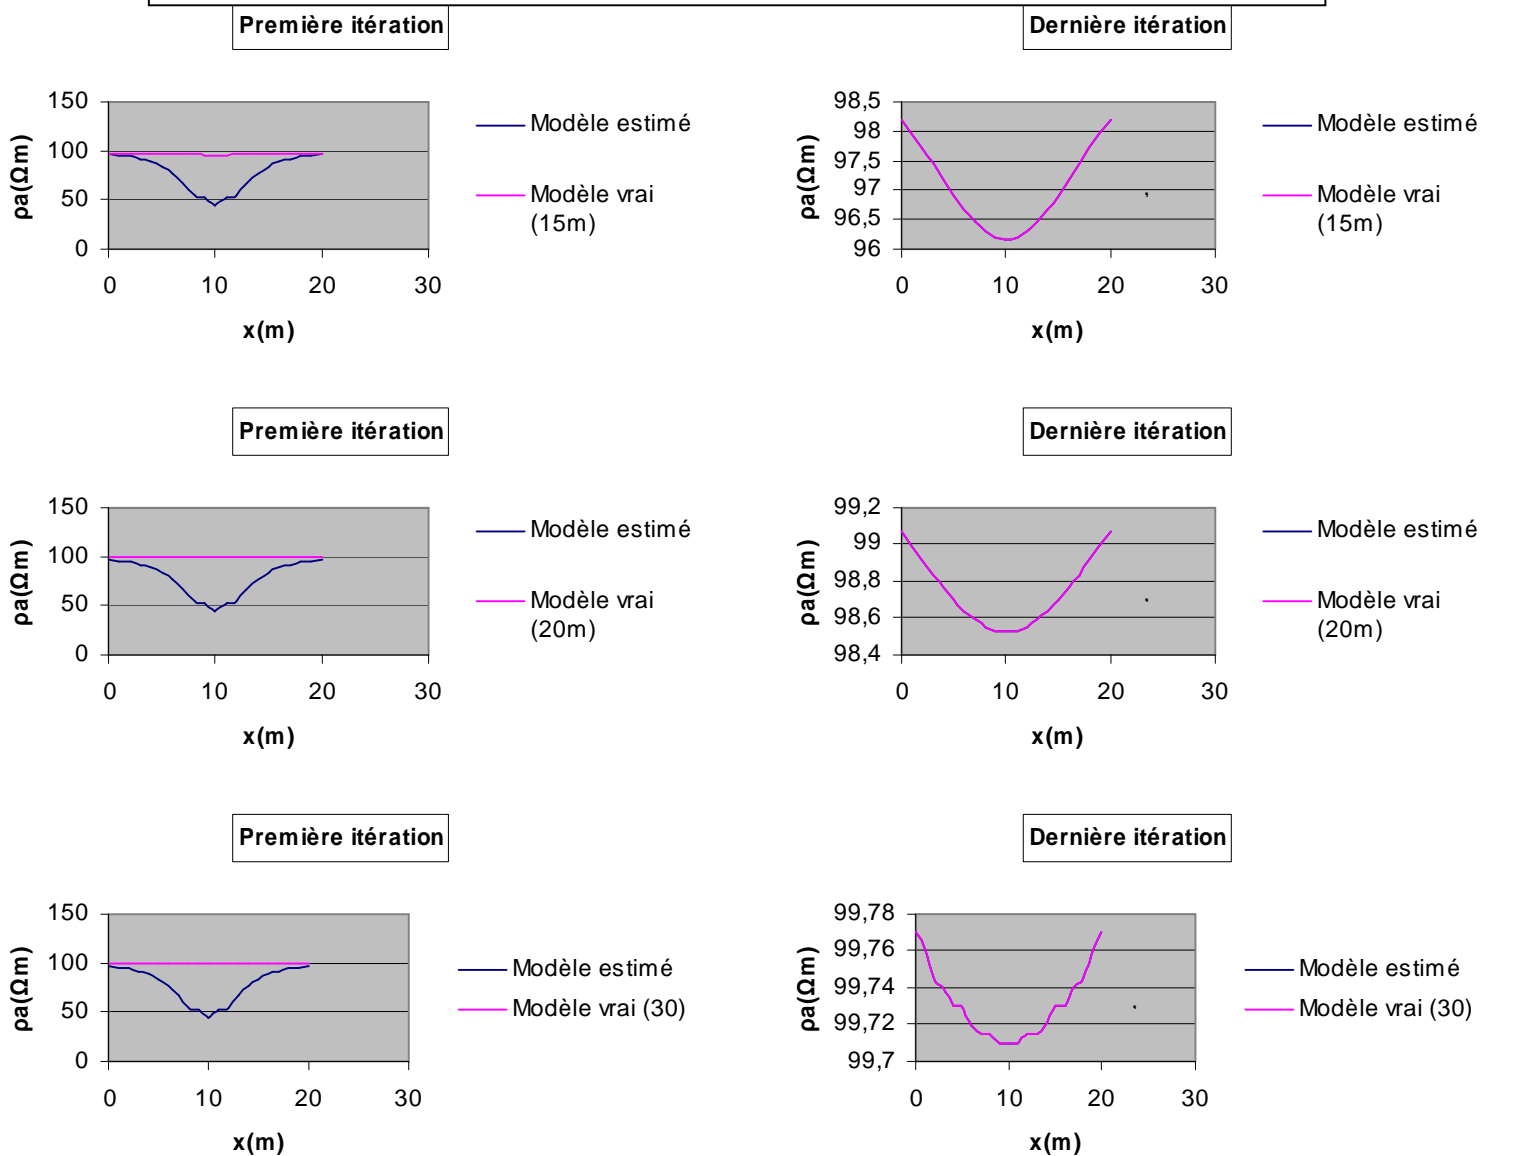 Première itération
Dernière itération
150
100
50
0
ρa(Ωm)
0 10 20 30
x(m)
Modèle estimé
Modèle vrai
(15m)
98,5
98
97,5
97
96,5
96
ρa(Ωm)
0 10 20 30
x(m)
Modèle estimé
Modèle vrai
(15m)
Première itération
Dernière itération
150
100
50
0
ρa(Ωm)
0 10 20 30
x(m)
Modèle estimé
Modèle vrai
(20m)
99,2
99
98,8
98,6
98,4
ρa(Ωm)
0 10 20 30
x(m)
Modèle estimé
Modèle vrai
(20m)
Première itération
Dernière itération
150
100
50
0
ρa(Ωm)
0 10 20 30
x(m)
Modèle estimé
Modèle vrai (30)
99,78
99,76
99,74
99,72
99,7
ρa(Ωm)
0 10 20 30
x(m)
Modèle estimé
Modèle vrai (30)